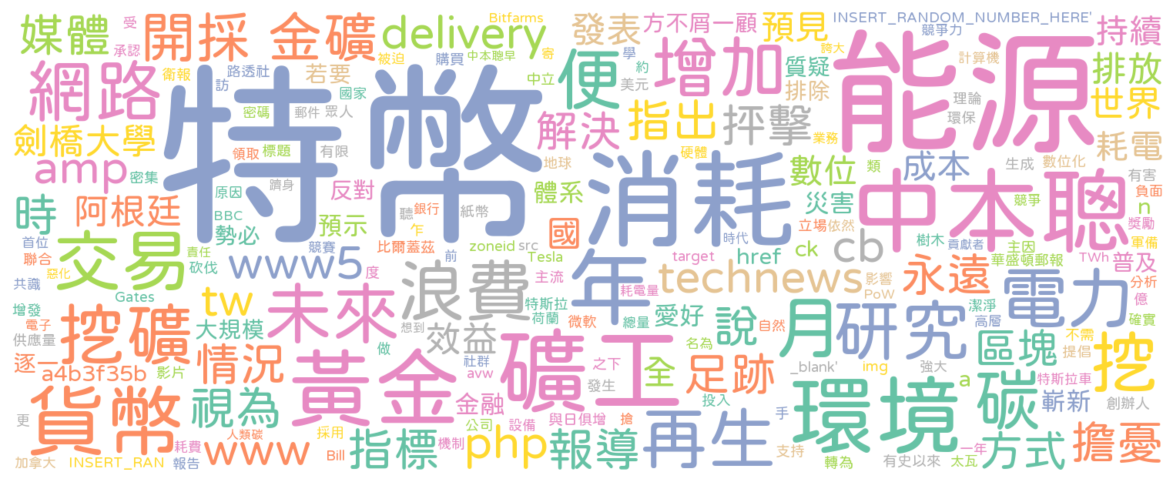 媒體
受
承認
開採
金礦
delivery
Bitfarms
被迫
中本聰早
寄
發表
方不屑一顧
預見
INSERT_RANDOM_NUMBER_HERE'
競爭力
誇大
計算機
持續
網路
衛報
路透社
訪
若要
國家
購買
中立
便
學
約
美元
增加
質疑
排除
能源
理論
環保
排放
世界
劍橋大學
密碼
郵件
眾人
特
幣
解決
指出
抨擊
業務
硬體
耗電
amp
密集
領取
標題
有限
地球
消耗
數位
類
成本
生成
數位化
有害
負面
n
原因
躋身
反對
體系
災害
中本聰
競爭
獎勵
時
阿根廷
BBC
勢必
預示
聽
銀行
紙幣
乍
國
立場
依然
ck
cb
樹木
貢獻者
主因
華盛頓郵報
軍備
普及
首位
聯合
交易
責任
砍伐
競賽
比爾蓋茲
前
zoneid
src
Tesla
時代
target
href
TWh
分析
億
共識
惡化
www5
度
浪費
主流
年
耗電量
technews
影響
PoW
永遠
潔淨
高層
電力
確實
增發
電子
供應量
Gates
挖礦
tw
大規模
未來
想到
效益
特斯拉
荷蘭
微軟
總量
愛好
名為
說
自然
月
研究
區塊
不需
提倡
挖
逐一
a4b3f35b
影片
情況
做
黃金
社群
avw
礦工
之下
發生
全
足跡
_blank'
img
強大
a
特斯拉車
嶄新
創辦人
更
貨幣
視為
金融
公司
設備
機制
與日俱增
搶
投入
手
環境
碳
加拿大
INSERT_RAN
耗費
報告
人類碳
www
採用
Bill
指標
php
報導
再生
支持
轉為
有史以來
一年
太瓦
方式
擔憂